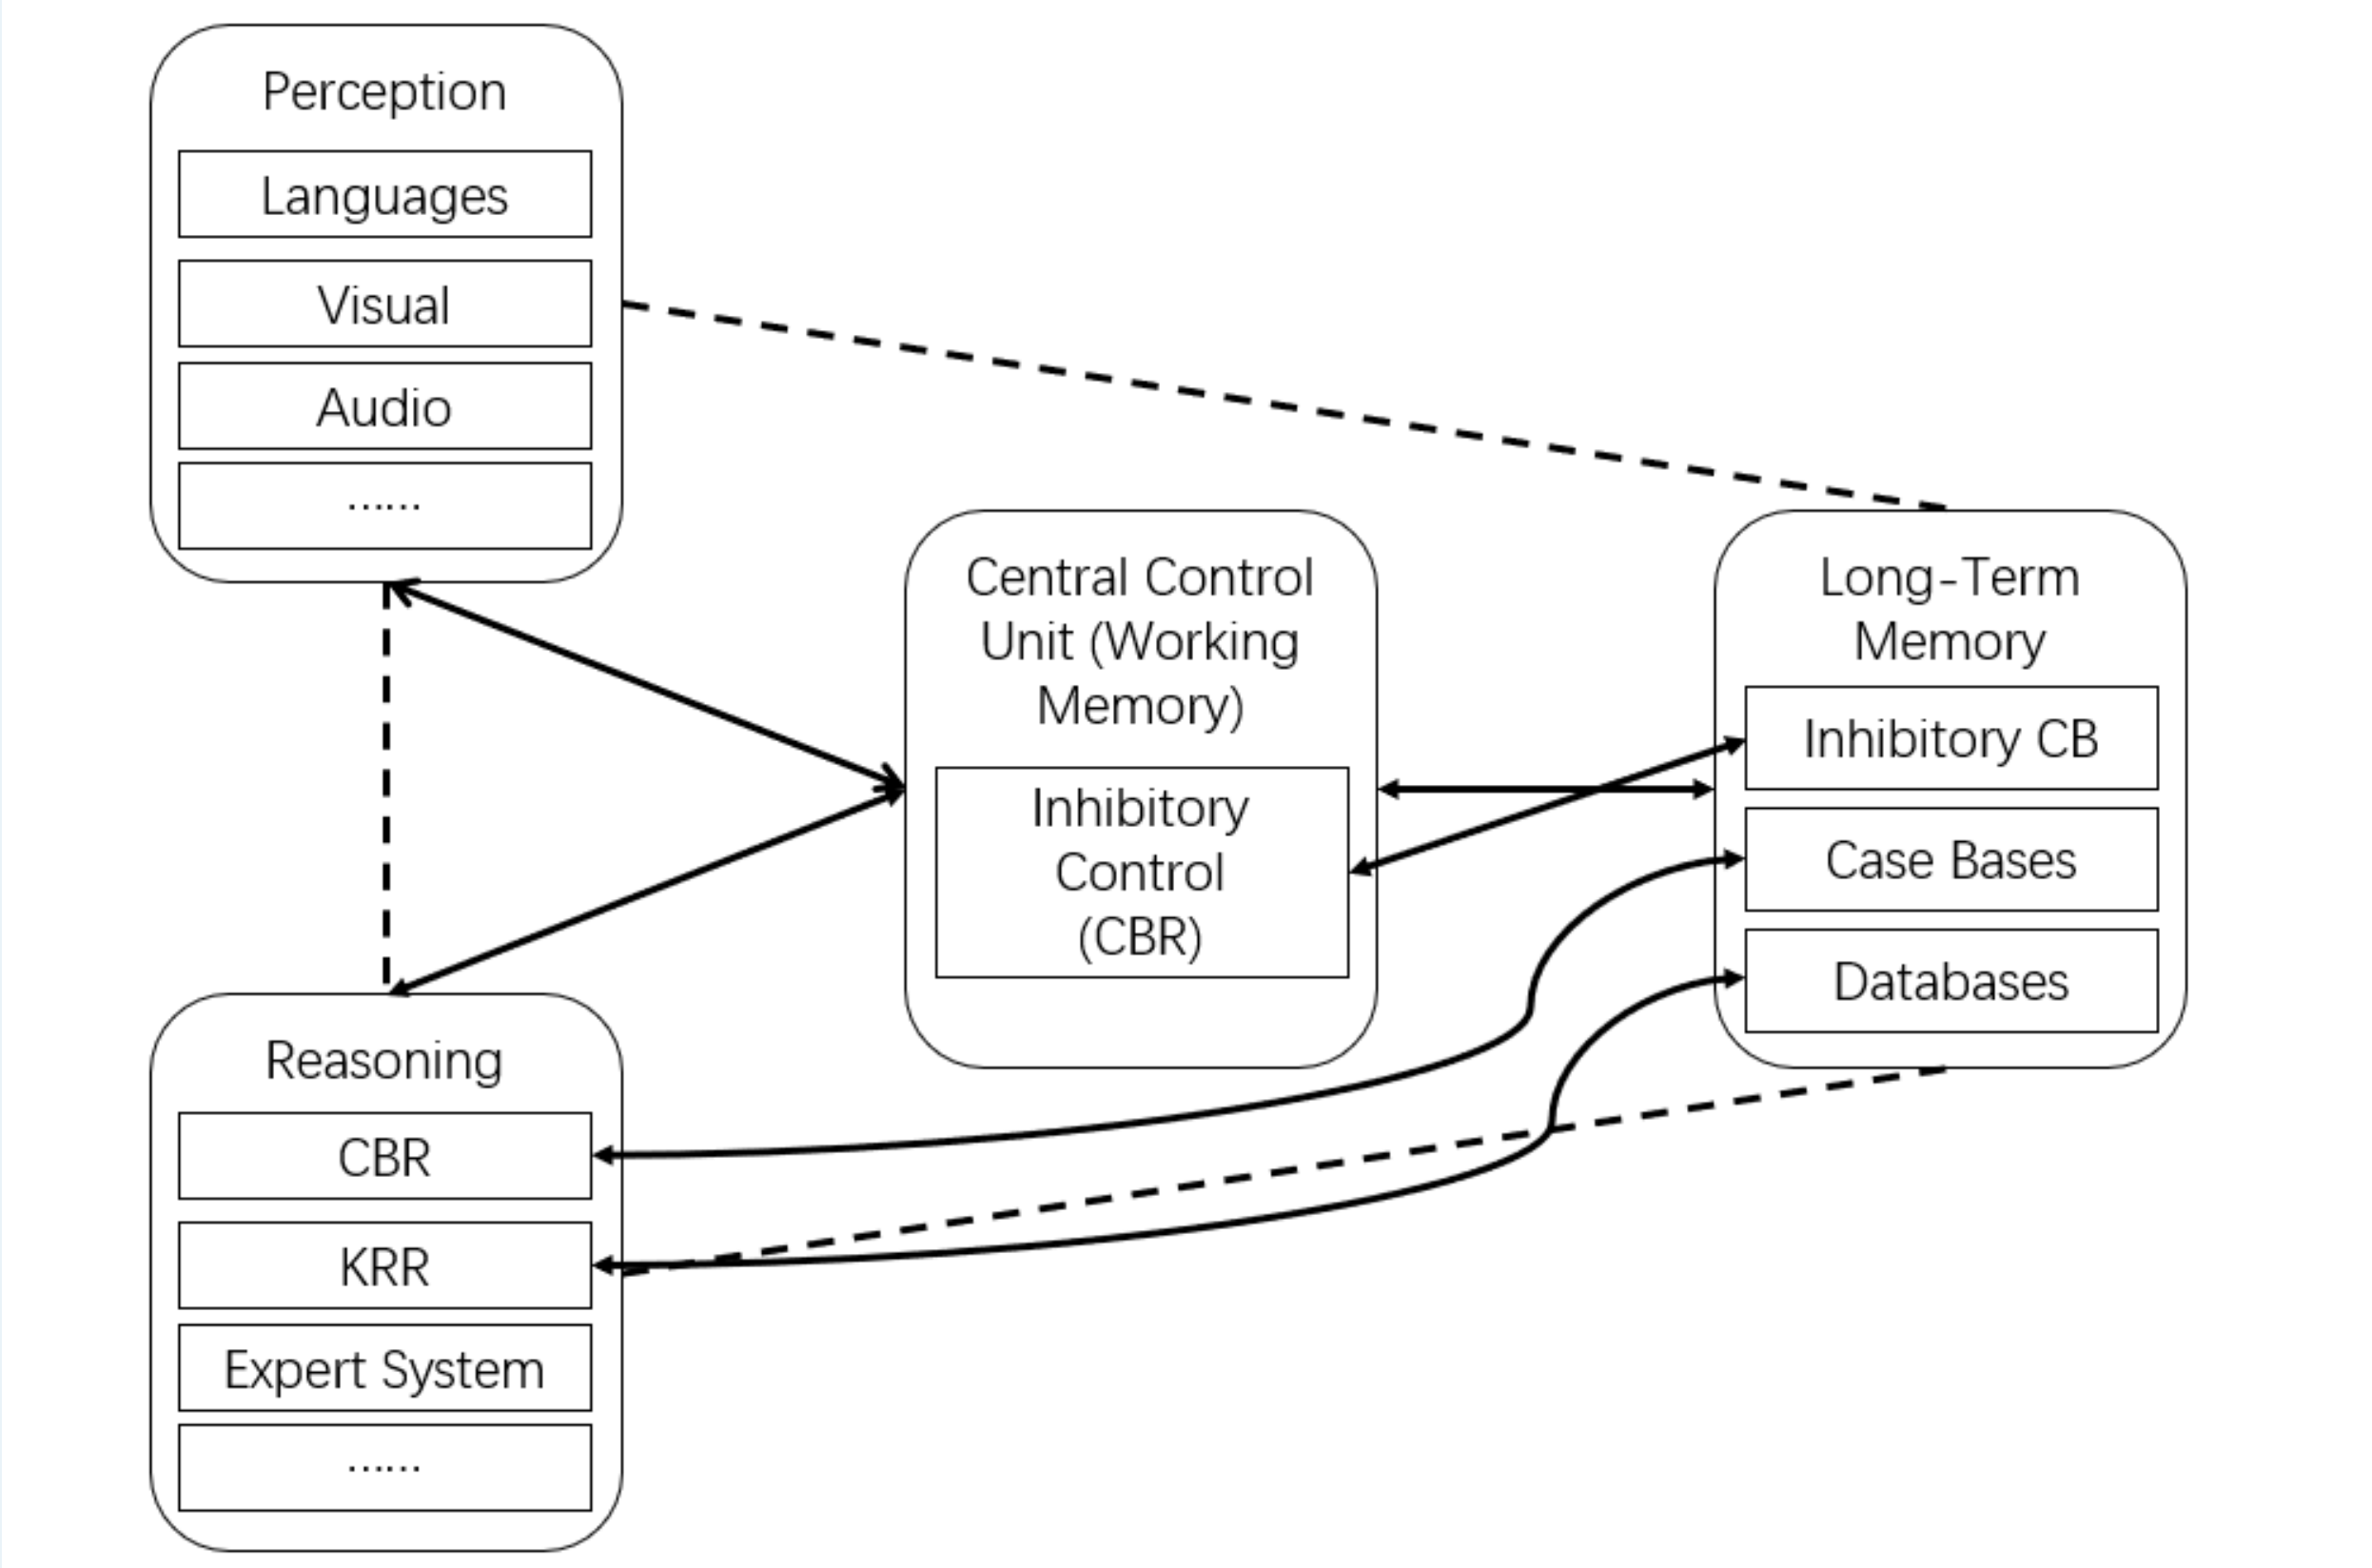 Perception
Languages
Visual
Audio
......
Central Control
Unit (Working
Memory)
Inhibitory
Control
(CBR)
Long-Term
Memory
Inhibitory CB
Case Bases
Databases
Reasoning
CBR
KRR
Expert System
......